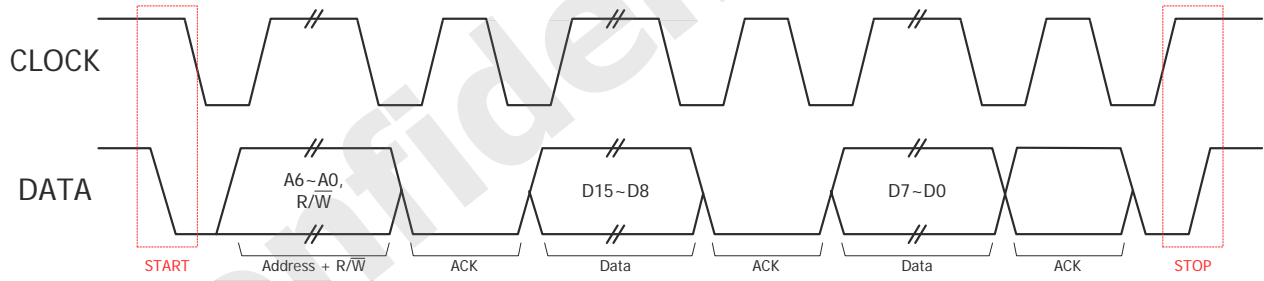 CLOCK
DATA
A6~A0,
R/W̅
D15~D8
D7~D0
START
Address + R/W̅
ACK
Data
ACK
Data
ACK
STOP